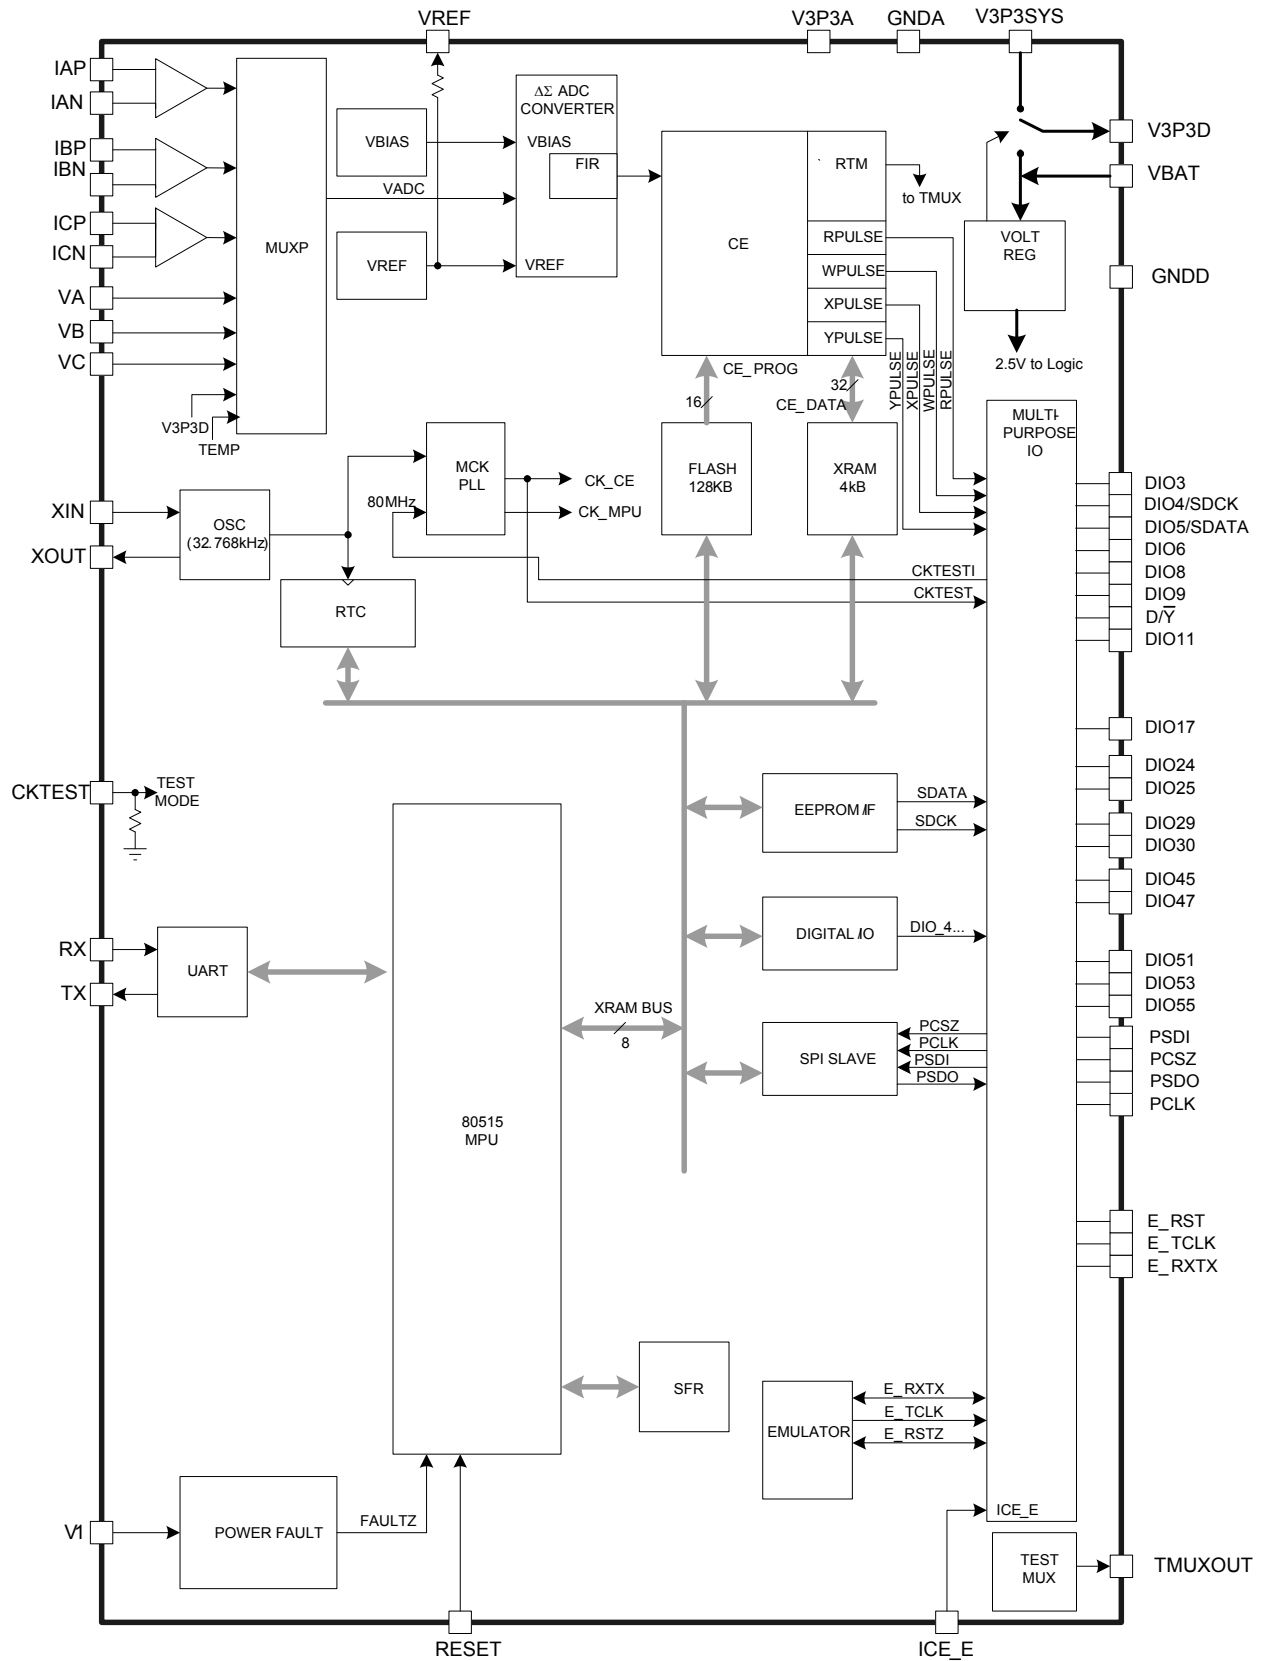 VREF
V3P3A
GNDA
V3P3SYS
IAP
IAN
IBP
IBN
ICP
ICN
VA
VB
VC
V3P3D
TEMP
MUXP
VBIAS
VADC
VREF
ΔΣ ADC
CONVERTER
VBIAS
FIR
VREF
CE
RTM
to TMUX
RPULSE
WPULSE
XPULSE
YPULSE
V3P3D
VBAT
VOLT
REG
GNDD
2.5V to Logic
CE_PROG
16
32
CE_DATA
YPULSE
XPULSE
WPULSE
RPULSE
MULTI-
PURPOSE
IO
XIN
XOUT
OSC
(32.768kHz)
80MHz
MCK
PLL
CK_CE
CK_MPU
FLASH
128KB
XRAM
4kB
RTC
CKTESTI
CKTEST
DIO3
DIO4/SDCK
DIO5/SDATA
DIO6
DIO8
DIO9
D/Y̅
DIO11
DIO17
DIO24
DIO25
DIO29
DIO30
DIO45
DIO47
DIO51
DIO53
DIO55
PSDI
PCSZ
PSDO
PCLK
CKTEST
TEST
MODE
EEPROM I/F
SDATA
SDCK
RX
TX
UART
DIGITAL I/O
DIO_4...
XRAM BUS
8
SPI SLAVE
PCSZ
PCLK
PSDI
PSDO
80515
MPU
E_RST
E_TCLK
E_RXTX
SFR
EMULATOR
E_RXTX
E_TCLK
E_RSTZ
ICE_E
V1
POWER FAULT
FAULTZ
TEST
MUX
TMUXOUT
RESET
ICE_E